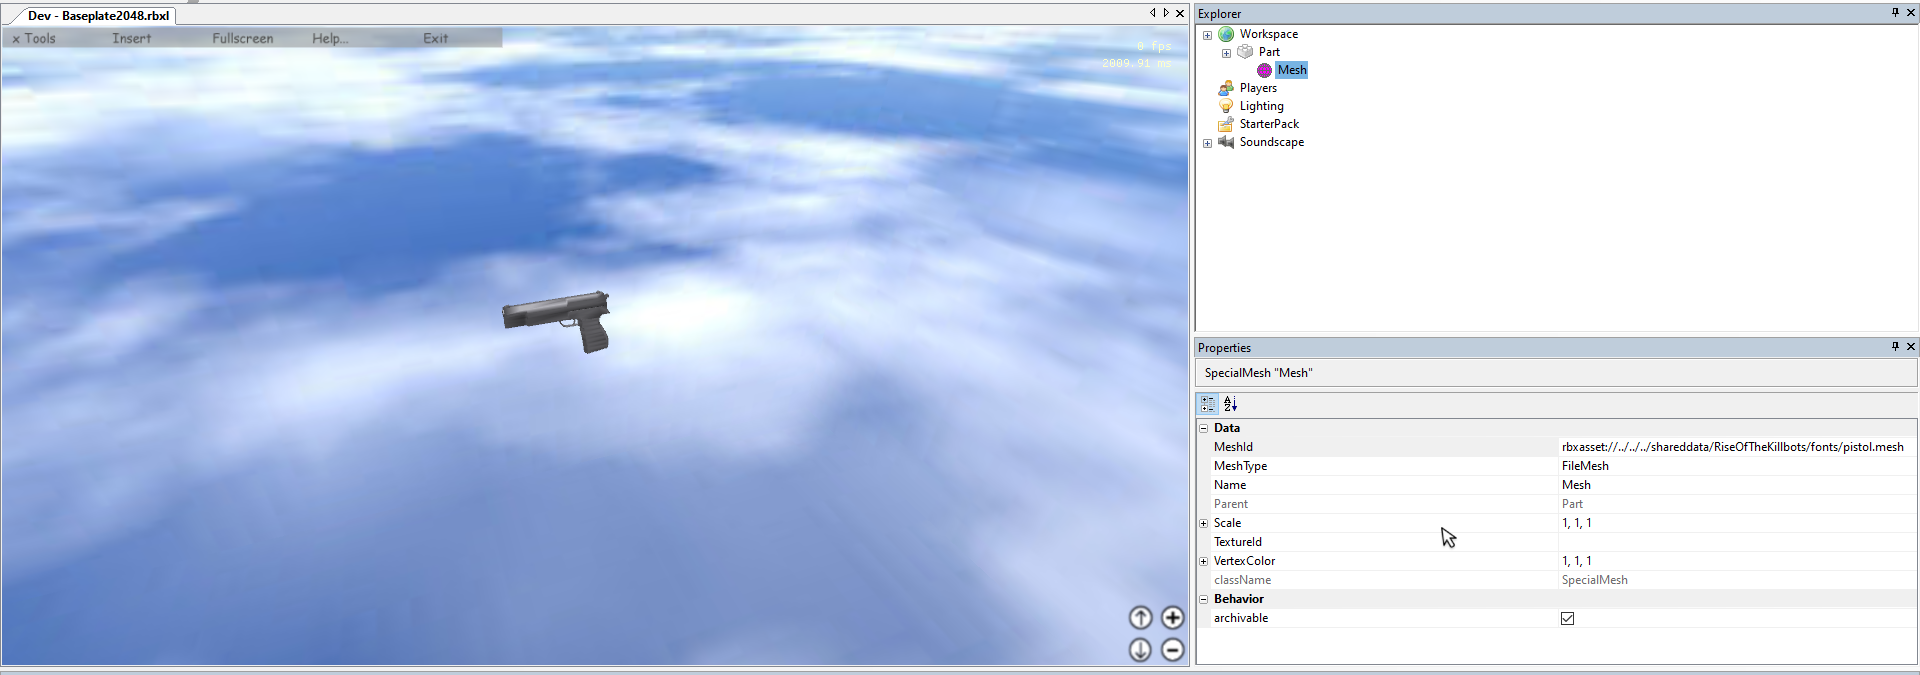 Dev - Baseplate2048.rbxl
x Tools Insert Fullscreen Help... Exit
0 fps
2009.91 ms
Explorer
Workspace
Part
Mesh
Players
Lighting
StarterPack
Soundscape
Properties
SpecialMesh "Mesh"
Data
MeshId rbxasset://../../../shareddata/RiseOfTheKillbots/fonts/pistol.mesh
MeshType FileMesh
Name Mesh
Parent Part
Scale 1, 1, 1
TextureId
VertexColor 1, 1, 1
className SpecialMesh
Behavior
archivable